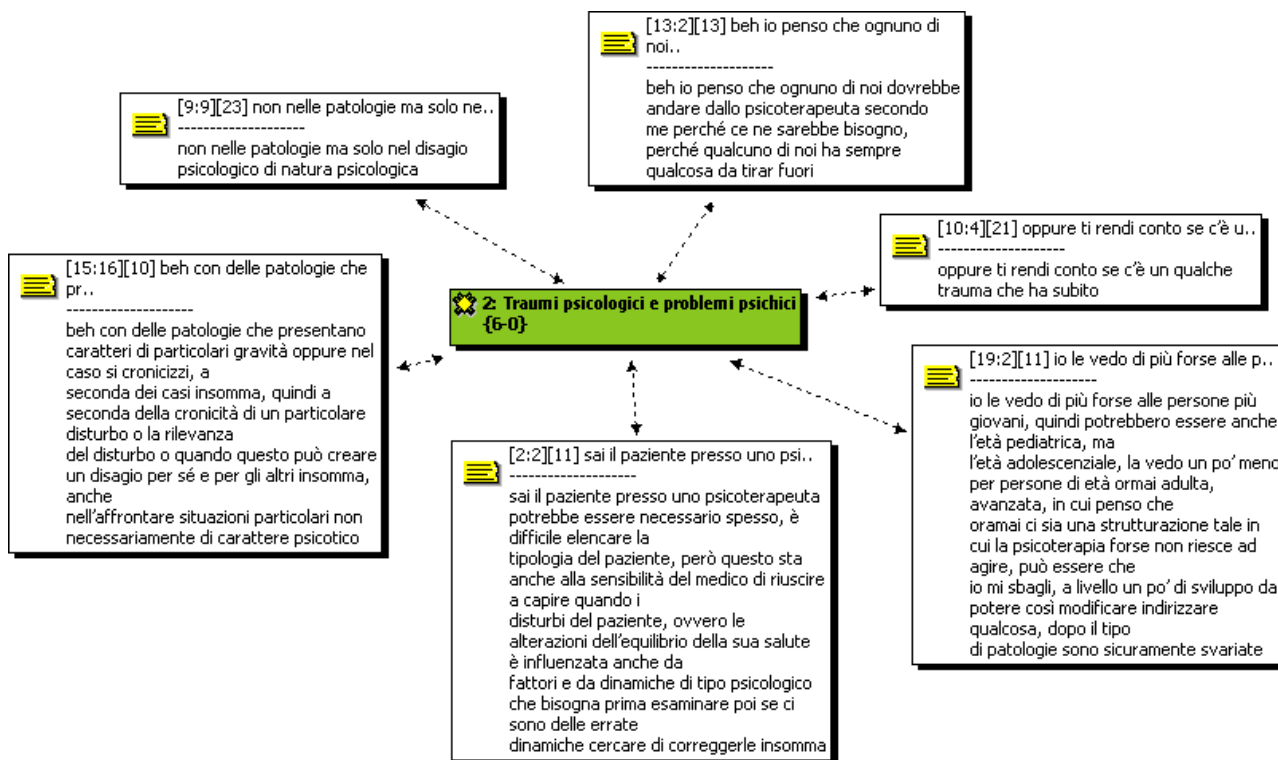 [13:2][13] beh io penso che ognuno di
noi..
--------------------
beh io penso che ognuno di noi dovrebbe
andare dallo psicoterapeuta secondo
me perché ce ne sarebbe bisogno,
perché qualcuno di noi ha sempre
qualcosa da tirar fuori
[9:9][23] non nelle patologie ma solo ne..
--------------------
non nelle patologie ma solo nel disagio
psicologico di natura psicologica
[10:4][21] oppure ti rendi conto se c'è u..
--------------------
oppure ti rendi conto se c'è un qualche
trauma che ha subito
[15:16][10] beh con delle patologie che
pr..
--------------------
beh con delle patologie che presentano
caratteri di particolari gravità oppure nel
caso si cronicizzi, a
seconda dei casi insomma, quindi a
seconda della cronicità di un particolare
disturbo o la rilevanza
del disturbo o quando questo può creare
un disagio per sé e per gli altri insomma,
anche
nell'affrontare situazioni particolari non
necessariamente di carattere psicotico
2: Traumi psicologici e problemi psichici
{6-0}
[19:2][11] io le vedo di più forse alle p..
--------------------
io le vedo di più forse alle persone più
giovani, quindi potrebbero essere anche
l'età pediatrica, ma
l'età adolescenziale, la vedo un po' meno
per persone di età ormai adulta,
avanzata, in cui penso che
oramai ci sia una strutturazione tale in
cui la psicoterapia forse non riesce ad
agire, può essere che
io mi sbagli, a livello un po' di sviluppo da
potere così modificare indirizzare
qualcosa, dopo il tipo
di patologie sono sicuramente svariate
[2:2][11] sai il paziente presso uno psi..
--------------------
sai il paziente presso uno psicoterapeuta
potrebbe essere necessario spesso, è
difficile elencare la
tipologia del paziente, però questo sta
anche alla sensibilità del medico di riuscire
a capire quando i
disturbi del paziente, ovvero le
alterazioni dell'equilibrio della sua salute
è influenzata anche da
fattori e da dinamiche di tipo psicologico
che bisogna prima esaminare poi se ci
sono delle errate
dinamiche cercare di correggerle insomma